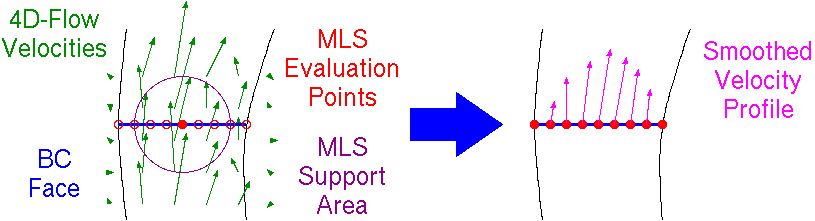 4D-Flow
Velocities
MLS
Evaluation
Points
BC
Face
MLS
Support
Area
Smoothed
Velocity
Profile